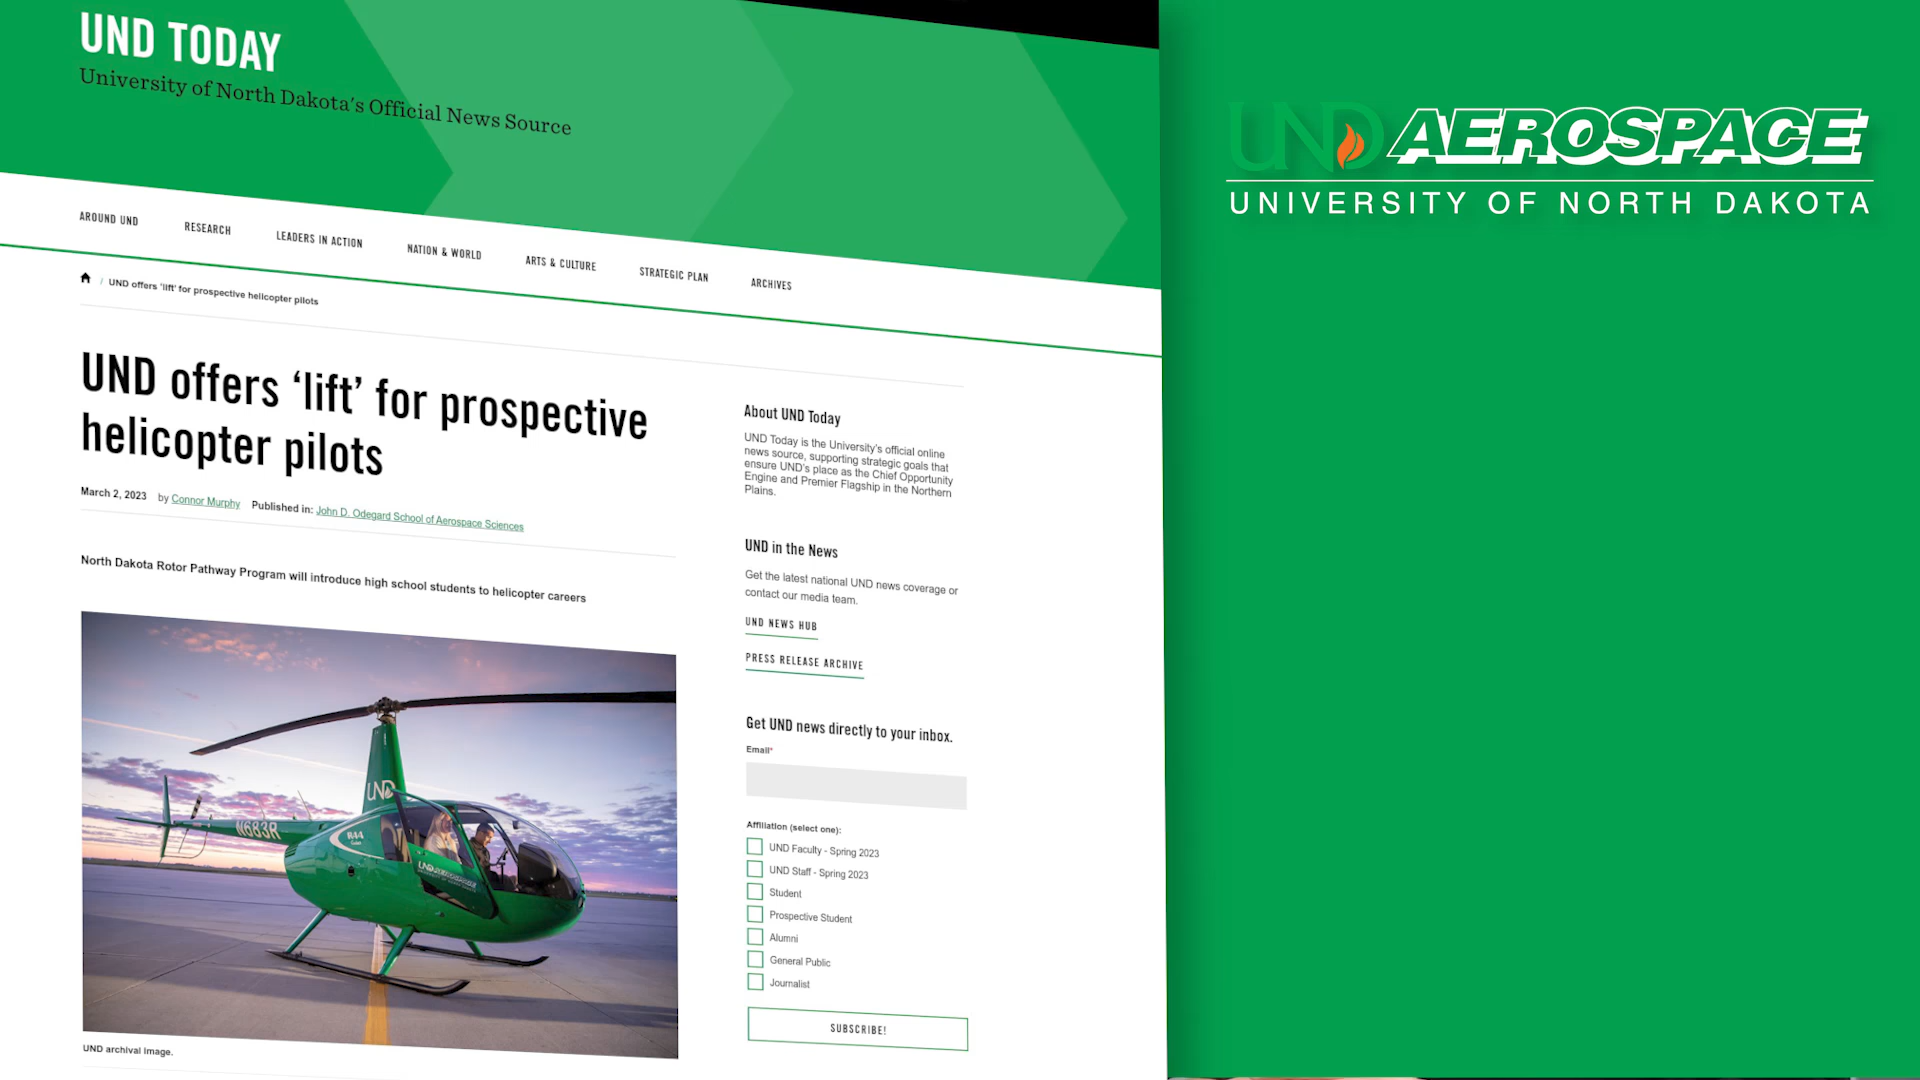 UND TODAY
University of North Dakota's Official News Source
AROUND UND
RESEARCH
LEADERS IN ACTION
NATION & WORLD
ARTS & CULTURE
STRATEGIC PLAN
ARCHIVES
/ UND offers 'lift' for prospective helicopter pilots
UND offers ‘lift’ for prospective
helicopter pilots
March 2, 2023 by Connor Murphy Published in: John D. Odegard School of Aerospace Sciences
North Dakota Rotor Pathway Program will introduce high school students to helicopter careers
UND
N683R
R44
UND AEROSPACE
UND archival image.
About UND Today
UND Today is the University's official online
news source, supporting strategic goals that
ensure UND's place as the Chief Opportunity
Engine and Premier Flagship in the Northern
Plains.
UND in the News
Get the latest national UND news coverage or
contact our media team.
UND NEWS HUB
PRESS RELEASE ARCHIVE
Get UND news directly to your inbox.
Email*
Affiliation (select one):
UND Faculty - Spring 2023
UND Staff - Spring 2023
Student
Prospective Student
Alumni
General Public
Journalist
SUBSCRIBE!
UND AEROSPACE
UNIVERSITY OF NORTH DAKOTA